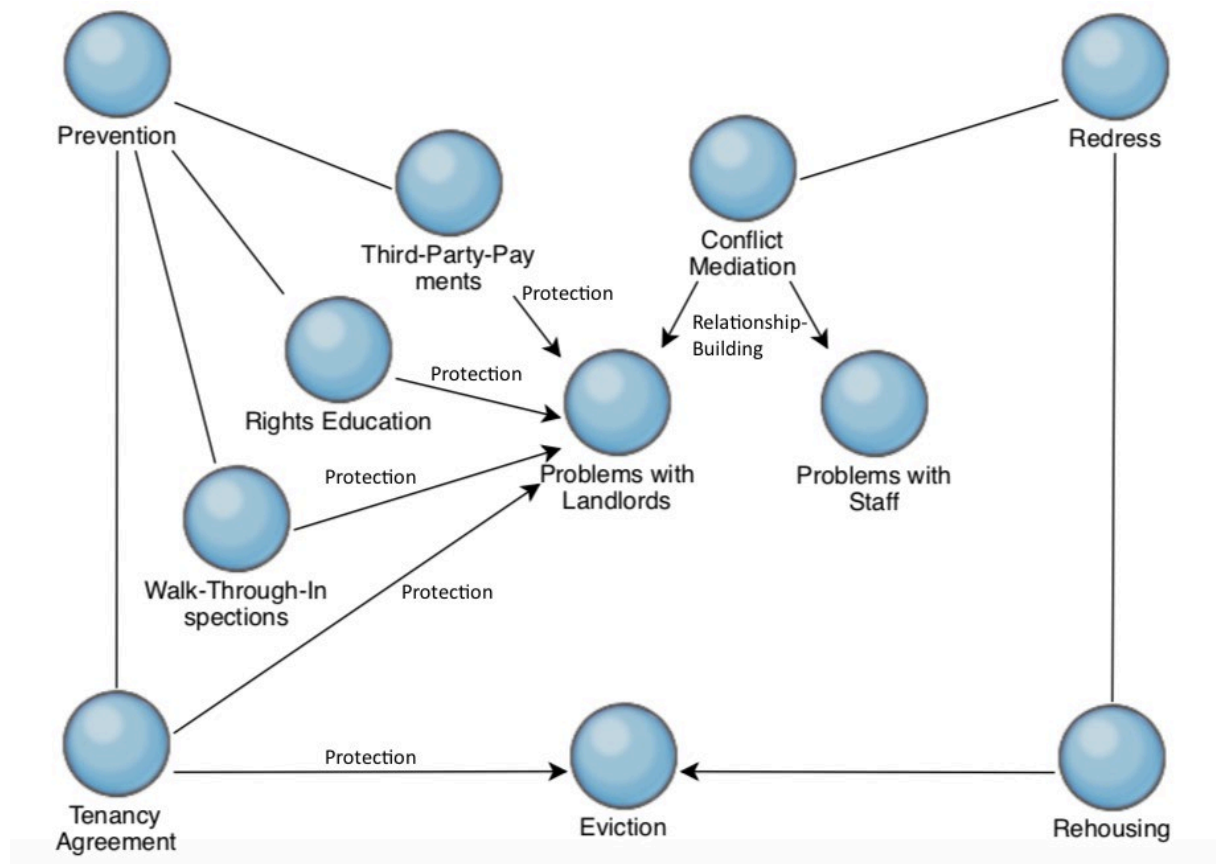 Prevention
Redress
Third-Party-Pay
ments
Conflict
Mediation
Protection
Relationship-
Building
Protection
Rights Education
Protection
Problems with
Landlords
Problems with
Staff
Walk-Through-In
spections
Protection
Protection
Tenancy
Agreement
Eviction
Rehousing